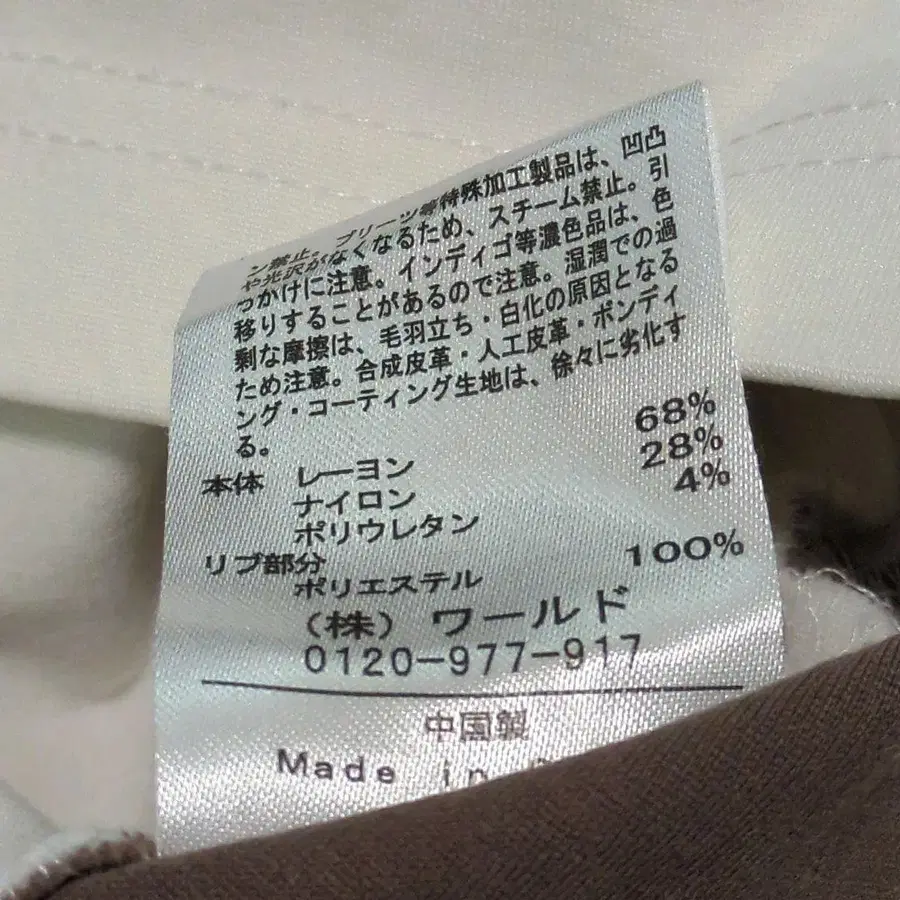 ン禁止。プリーツ等特殊加工製品は、凹凸
や光沢がなくなるため、スチーム禁止。引
っかけに注意。インディゴ等濃色品は、色
移りすることがあるので注意。湿潤での過
剰な摩擦は、毛羽立ち・白化の原因となる
ため注意。合成皮革・人工皮革・ボンディ
ング・コーティング生地は、徐々に劣化す
る。
本体 レーヨン 68%
ナイロン 28%
ポリウレタン 4%
リブ部分
ポリエステル 100%
(株) ワールド
0120-977-917
中国製
Made in